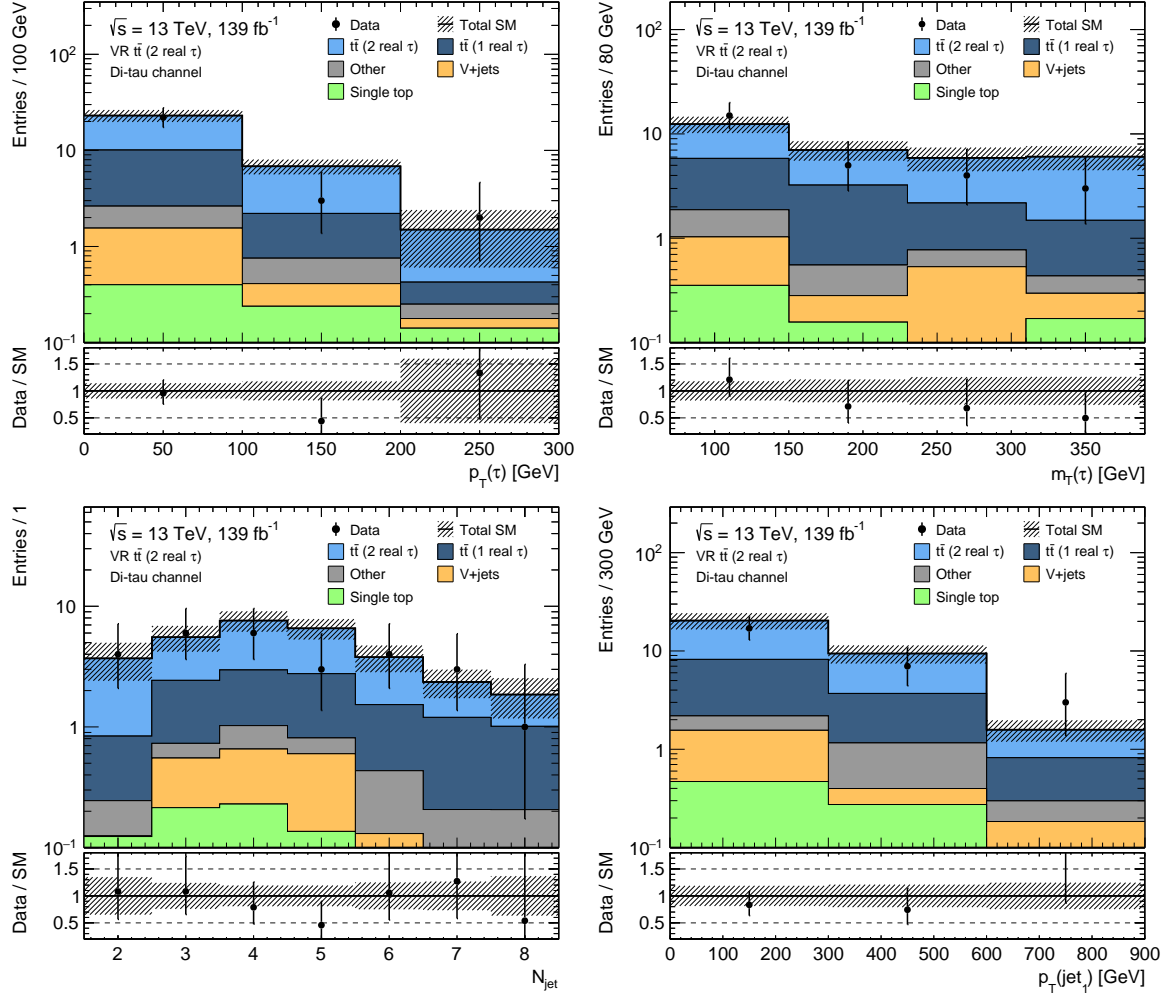 √s = 13 TeV, 139 fb⁻¹
VR tt̄ (2 real τ)
Di-tau channel
Data
Total SM
tt̄ (2 real τ)
tt̄ (1 real τ)
Other
V+jets
Single top
Entries / 100 GeV
10²
10
1
10⁻¹
Data / SM
1.5
1
0.5
0 50 100 150 200 250 300
p_T(τ) [GeV]
√s = 13 TeV, 139 fb⁻¹
VR tt̄ (2 real τ)
Di-tau channel
Data
Total SM
tt̄ (2 real τ)
tt̄ (1 real τ)
Other
V+jets
Single top
Entries / 80 GeV
10²
10
1
10⁻¹
Data / SM
1.5
1
0.5
100 150 200 250 300 350
m_T(τ) [GeV]
√s = 13 TeV, 139 fb⁻¹
VR tt̄ (2 real τ)
Di-tau channel
Data
Total SM
tt̄ (2 real τ)
tt̄ (1 real τ)
Other
V+jets
Single top
Entries / 1
10
1
10⁻¹
Data / SM
1.5
1
0.5
2 3 4 5 6 7 8
N_jet
√s = 13 TeV, 139 fb⁻¹
VR tt̄ (2 real τ)
Di-tau channel
Data
Total SM
tt̄ (2 real τ)
tt̄ (1 real τ)
Other
V+jets
Single top
Entries / 300 GeV
10²
10
1
10⁻¹
Data / SM
1.5
1
0.5
0 100 200 300 400 500 600 700 800 900
p_T(jet₁) [GeV]